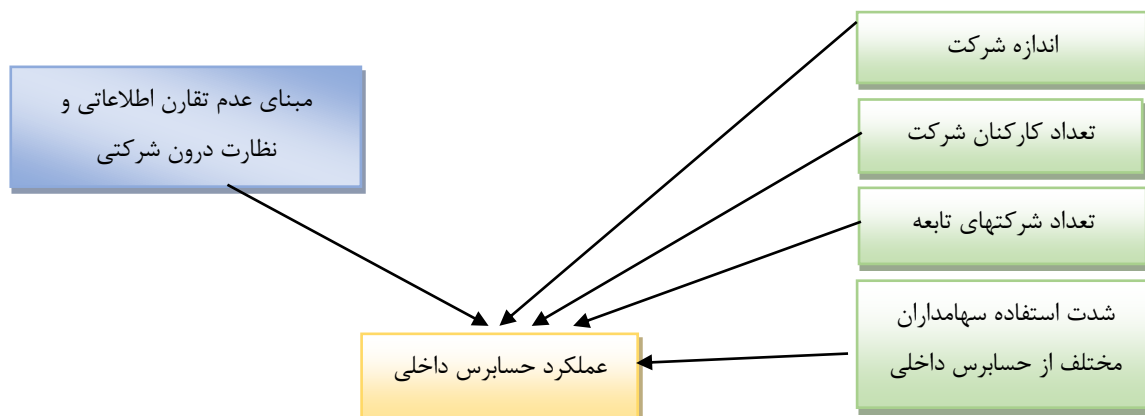 اندازه شرکت
مبنای عدم تقارن اطلاعاتی و
نظارت درون شرکتی
تعداد کارکنان شرکت
تعداد شرکتهای تابعه
شدت استفاده سهامداران
مختلف از حسابرس داخلی
عملکرد حسابرس داخلی